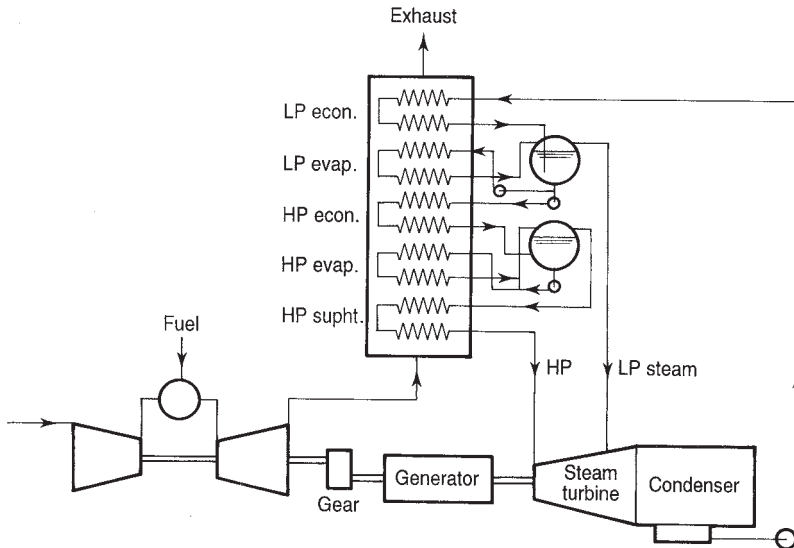 Exhaust
LP econ.
LP evap.
HP econ.
HP evap.
HP supht.
Fuel
HP
LP steam
Generator
Gear
Steam
turbine
Condenser